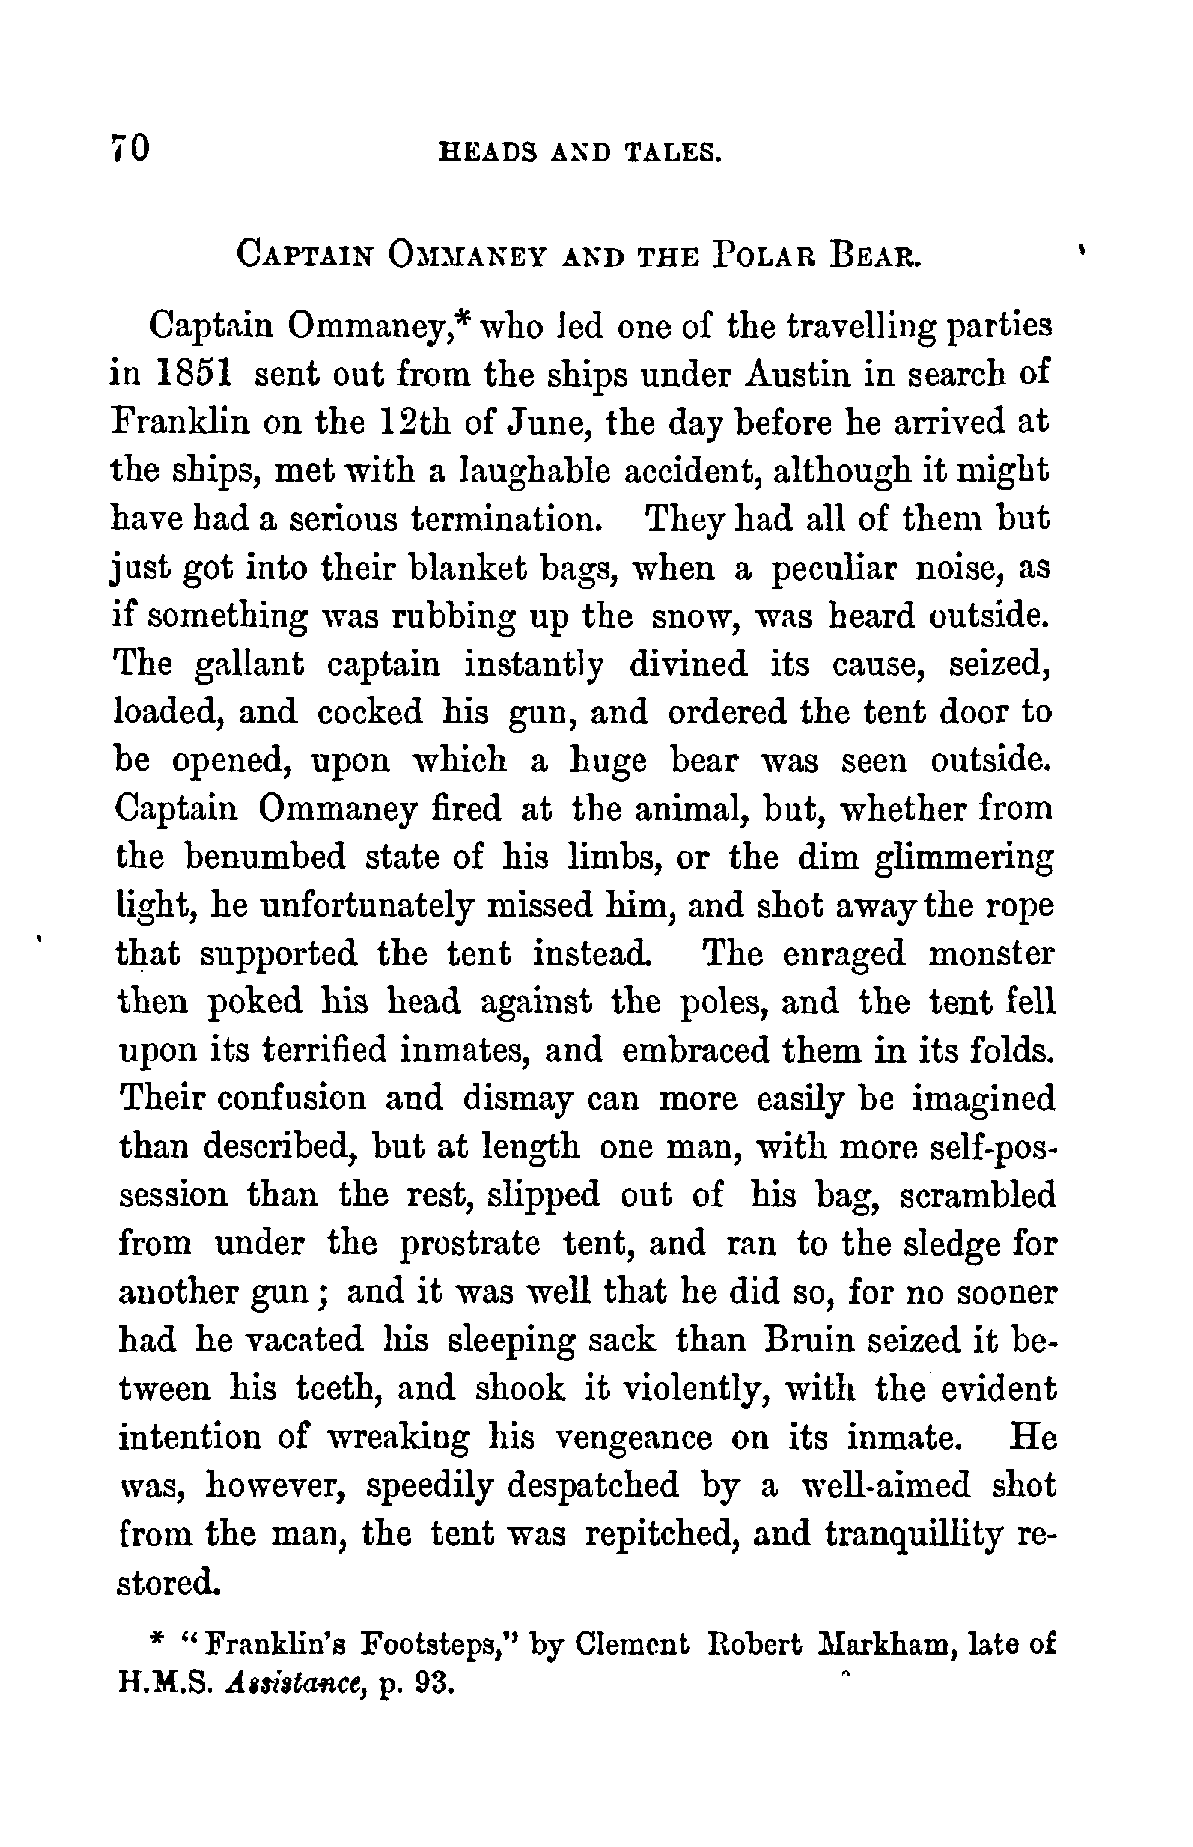 70 HEADS AND TALES.
CAPTAIN OMMANEY AND THE POLAR BEAR.
Captain Ommaney,* who led one of the travelling parties
in 1851 sent out from the ships under Austin in search of
Franklin on the 12th of June, the day before he arrived at
the ships, met with a laughable accident, although it might
have had a serious termination. They had all of them but
just got into their blanket bags, when a peculiar noise, as
if something was rubbing up the snow, was heard outside.
The gallant captain instantly divined its cause, seized,
loaded, and cocked his gun, and ordered the tent door to
be opened, upon which a huge bear was seen outside.
Captain Ommaney fired at the animal, but, whether from
the benumbed state of his limbs, or the dim glimmering
light, he unfortunately missed him, and shot away the rope
that supported the tent instead. The enraged monster
then poked his head against the poles, and the tent fell
upon its terrified inmates, and embraced them in its folds.
Their confusion and dismay can more easily be imagined
than described, but at length one man, with more self-pos-
session than the rest, slipped out of his bag, scrambled
from under the prostrate tent, and ran to the sledge for
another gun; and it was well that he did so, for no sooner
had he vacated his sleeping sack than Bruin seized it be-
tween his teeth, and shook it violently, with the evident
intention of wreaking his vengeance on its inmate. He
was, however, speedily despatched by a well-aimed shot
from the man, the tent was repitched, and tranquillity re-
stored.
* "Franklin's Footsteps," by Clement Robert Markham, late of
H.M.S. Assistance, p. 93.